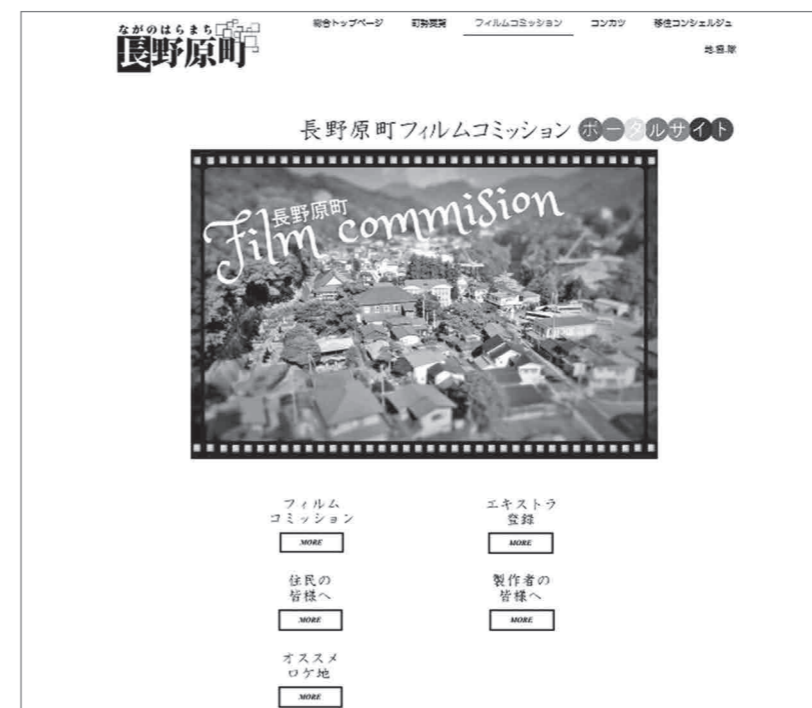 ながのはらまち
長野原町
総合トップページ 町勢要覧 フィルムコミッション コンカツ 移住コンシェルジュ
長野原町フィルムコミッション ポータルサイト
長野原町
Film commision
フィルム
コミッション
MORE
エキストラ
登録
MORE
住民の
皆様へ
MORE
製作者の
皆様へ
MORE
オススメ
ロケ地
MORE